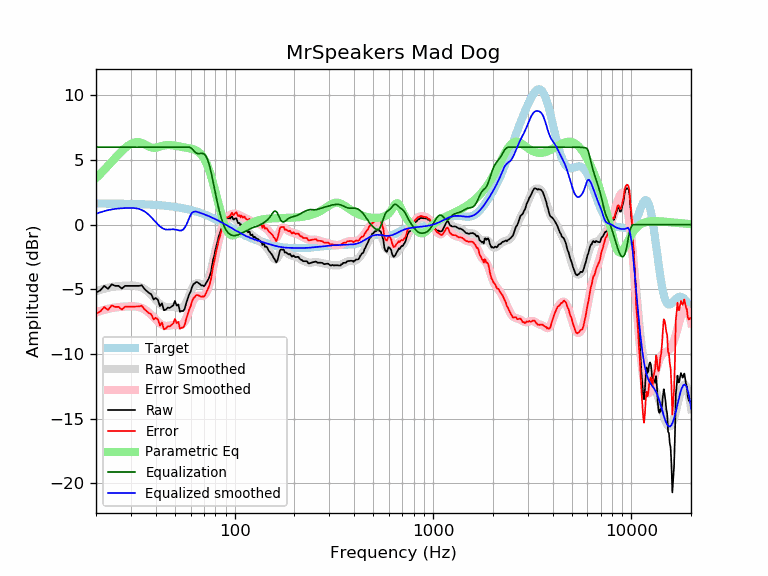 MrSpeakers Mad Dog
10
5
0
−5
−10
−15
−20
Amplitude (dBr)
Target
Raw Smoothed
Error Smoothed
Raw
Error
Parametric Eq
Equalization
Equalized smoothed
100
1000
10000
Frequency (Hz)